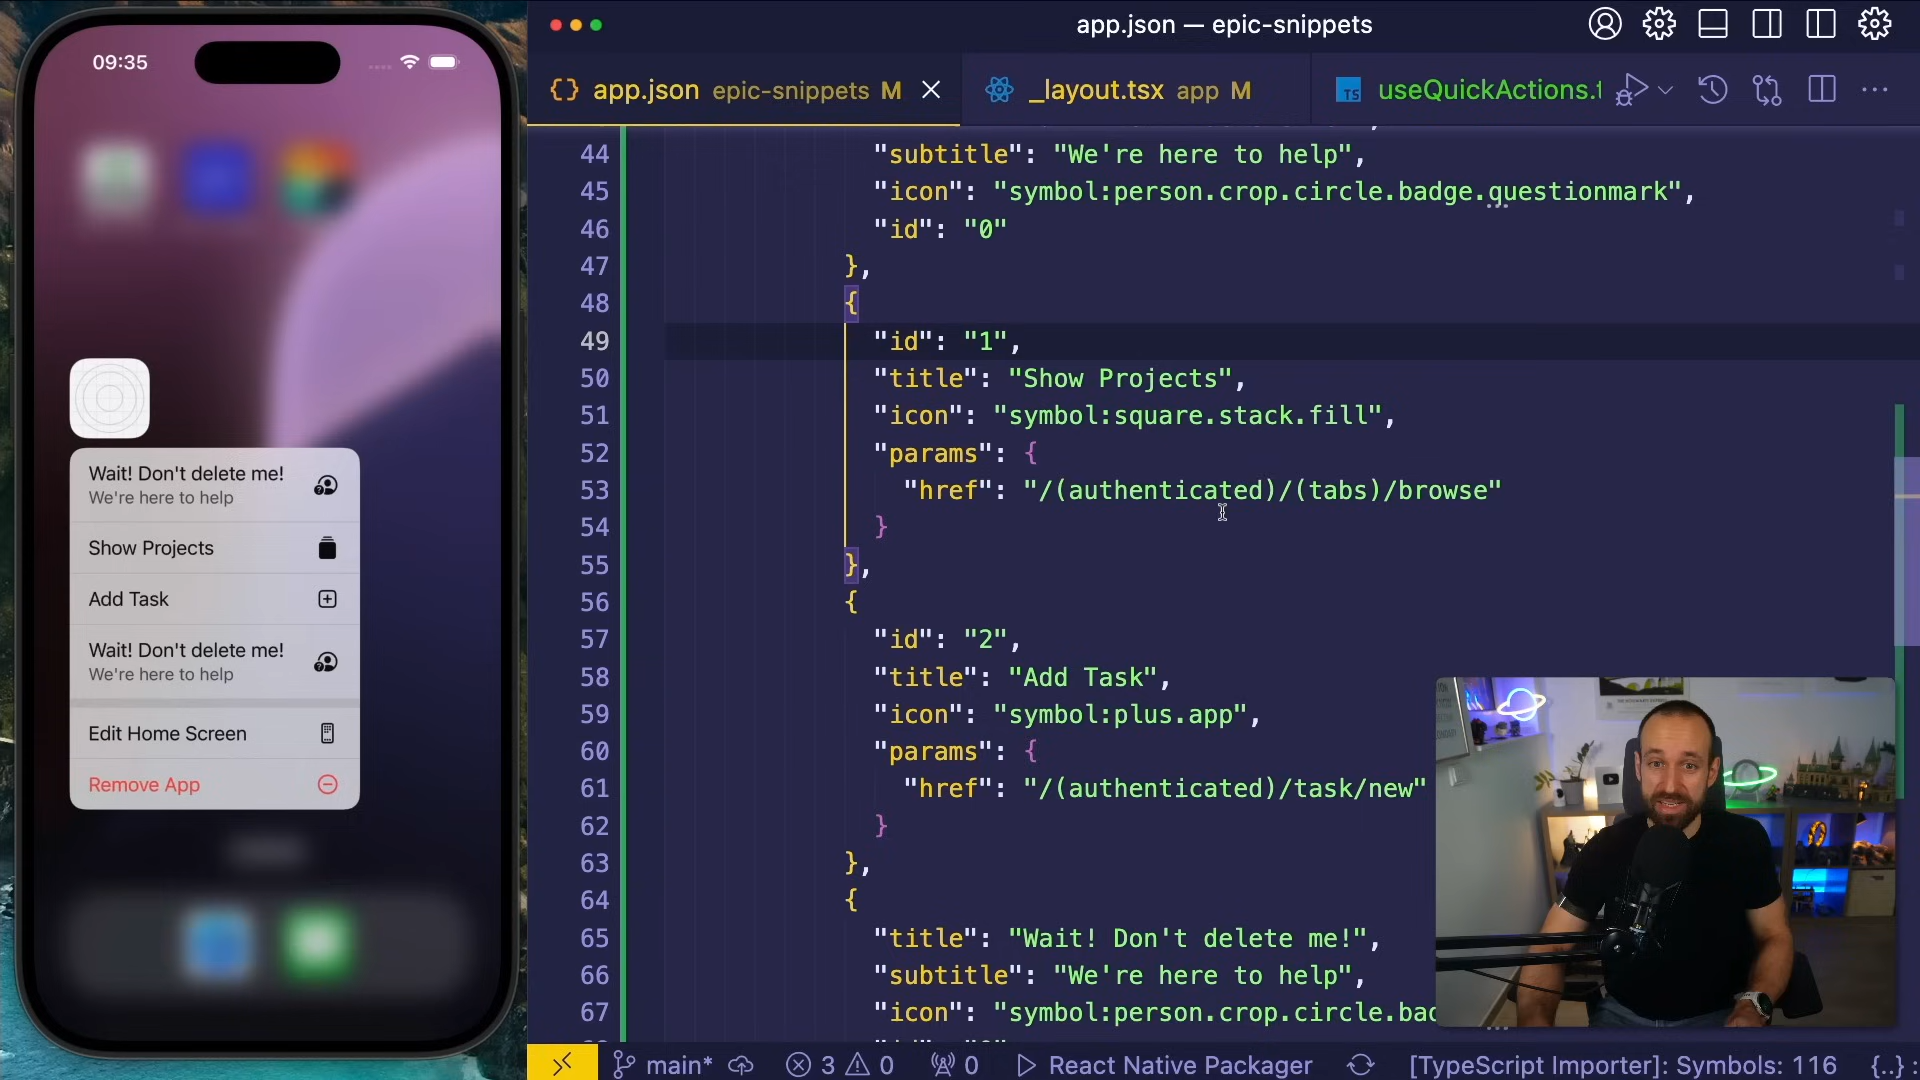 09:35
Wait! Don't delete me!
We're here to help
Show Projects
Add Task
Wait! Don't delete me!
We're here to help
Edit Home Screen
Remove App
app.json — epic-snippets
{} app.json epic-snippets M
_layout.tsx app M
TS useQuickActions.t
44 "subtitle": "We're here to help",
45 "icon": "symbol:person.crop.circle.badge.questionmark",
46 "id": "0"
47 },
48 {
49 "id": "1",
50 "title": "Show Projects",
51 "icon": "symbol:square.stack.fill",
52 "params": {
53 "href": "/(authenticated)/(tabs)/browse"
54 }
55 },
56 {
57 "id": "2",
58 "title": "Add Task",
59 "icon": "symbol:plus.app",
60 "params": {
61 "href": "/(authenticated)/task/new"
62 }
63 },
64 {
65 "title": "Wait! Don't delete me!",
66 "subtitle": "We're here to help",
67 "icon": "symbol:person.crop.circle.bad
main* 3 0 0 React Native Packager [TypeScript Importer]: Symbols: 116 {..} :